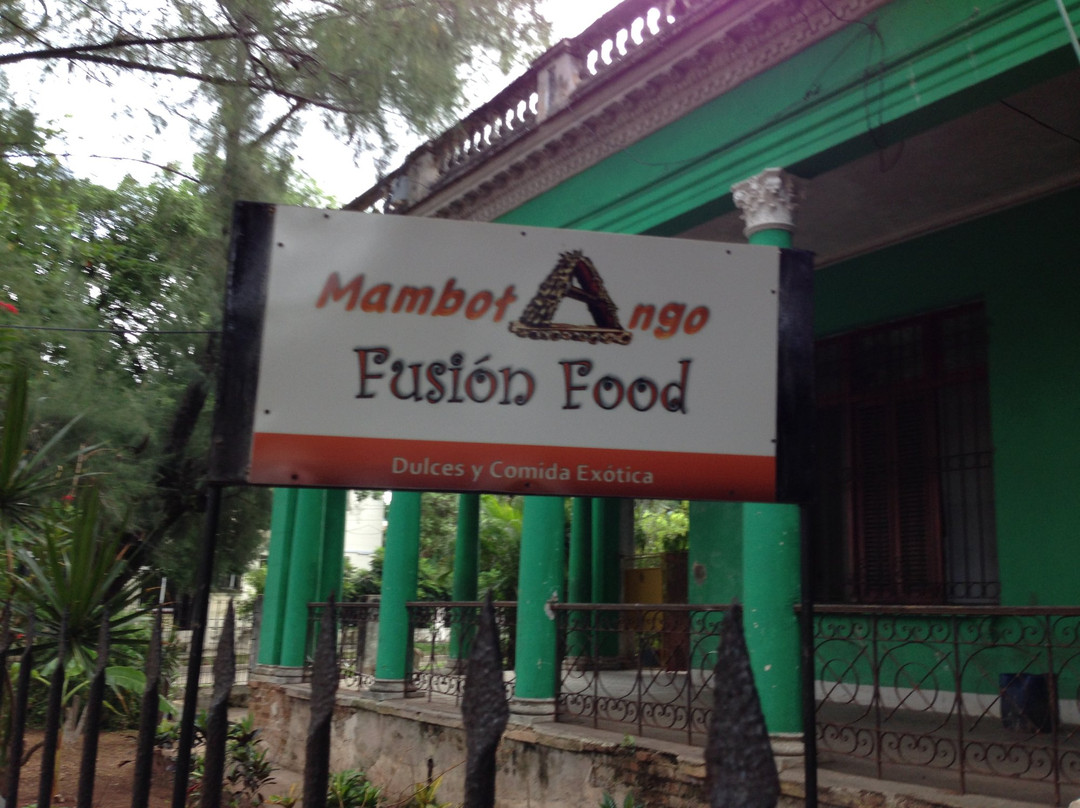 MambotAngo
Fusión Food
Dulces y Comida Exótica